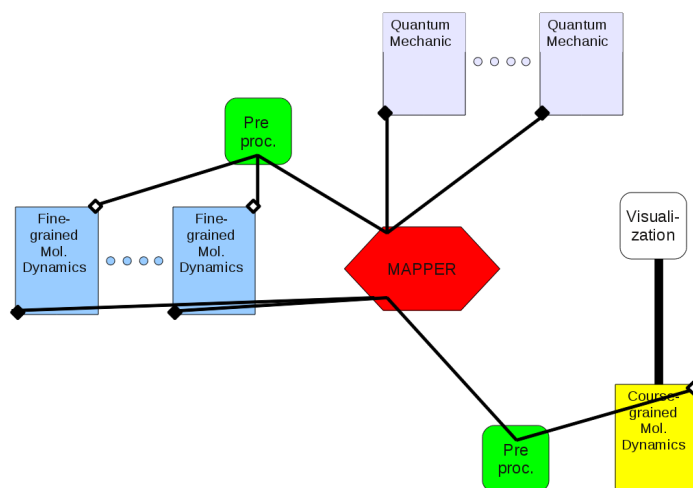 Quantum
Mechanic
Quantum
Mechanic
Pre
proc.
Fine-
grained
Mol.
Dynamics
Fine-
grained
Mol.
Dynamics
Visuali-
zation
MAPPER
Course-
grained
Mol.
Dynamics
Pre
proc.